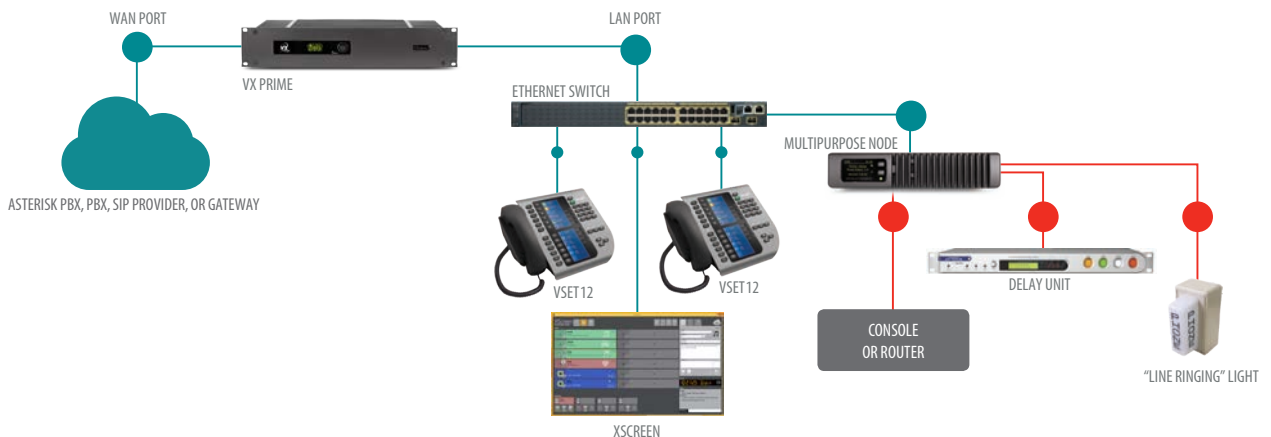 WAN PORT
LAN PORT
VX PRIME
ETHERNET SWITCH
MULTIPURPOSE NODE
ASTERISK PBX, PBX, SIP PROVIDER, OR GATEWAY
VSET12
VSET12
DELAY UNIT
CONSOLE
OR ROUTER
"LINE RINGING" LIGHT
XSCREEN